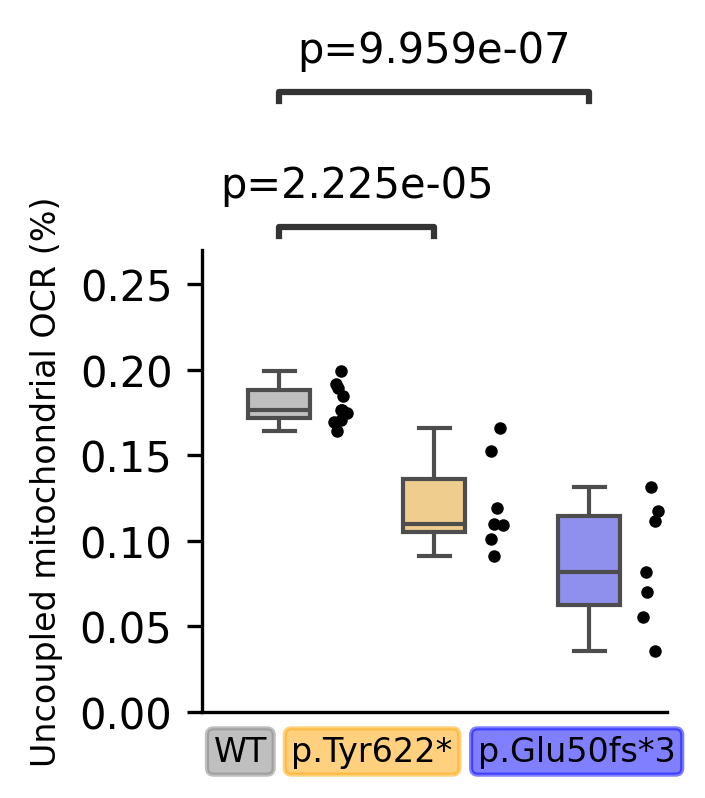 p=9.959e-07
p=2.225e-05
Uncoupled mitochondrial OCR (%)
0.25
0.20
0.15
0.10
0.05
0.00
WT p.Tyr622* p.Glu50fs*3